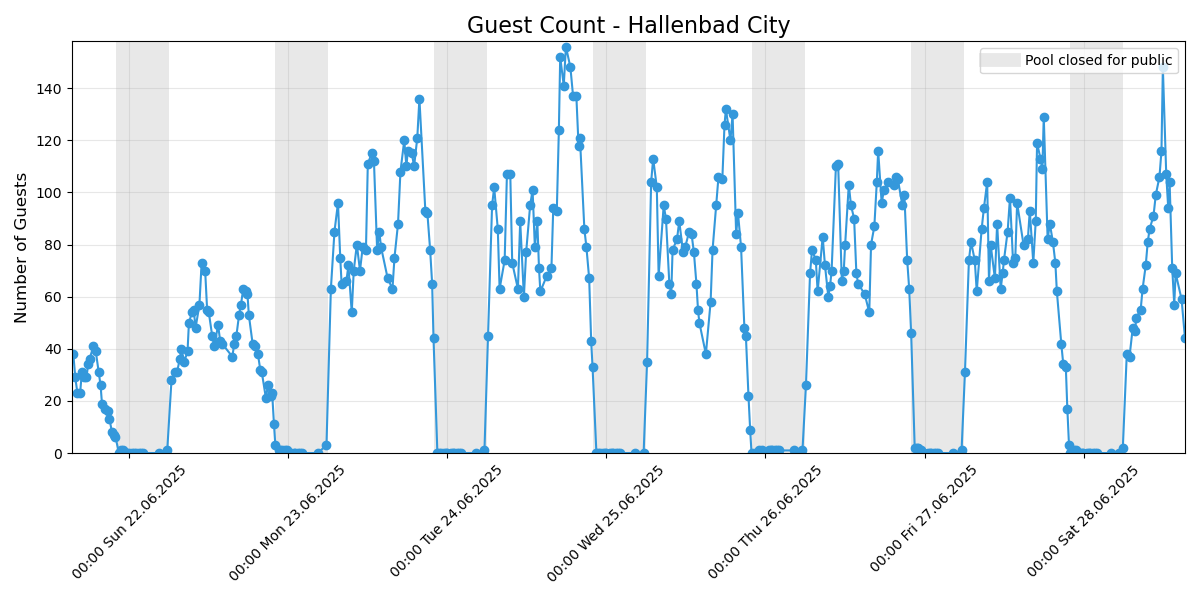 Guest Count - Hallenbad City
Pool closed for public
Number of Guests
140
120
100
80
60
40
20
0
00:00 Sun 22.06.2025
00:00 Mon 23.06.2025
00:00 Tue 24.06.2025
00:00 Wed 25.06.2025
00:00 Thu 26.06.2025
00:00 Fri 27.06.2025
00:00 Sat 28.06.2025